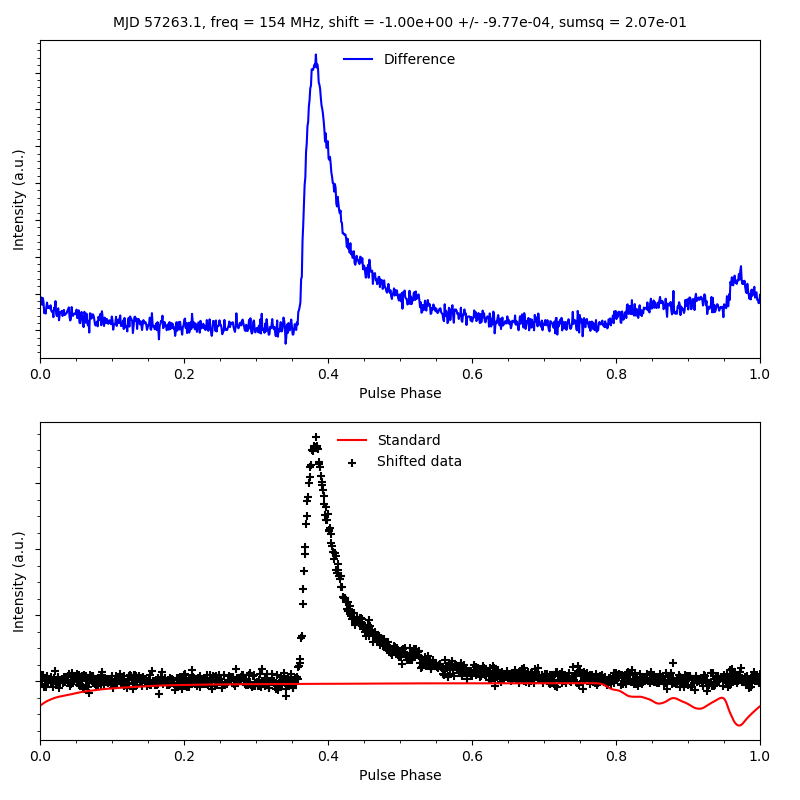 MJD 57263.1, freq = 154 MHz, shift = -1.00e+00 +/- -9.77e-04, sumsq = 2.07e-01
Difference
Intensity (a.u.)
0.0 0.2 0.4 0.6 0.8 1.0
Pulse Phase
Standard
Shifted data
Intensity (a.u.)
0.0 0.2 0.4 0.6 0.8 1.0
Pulse Phase